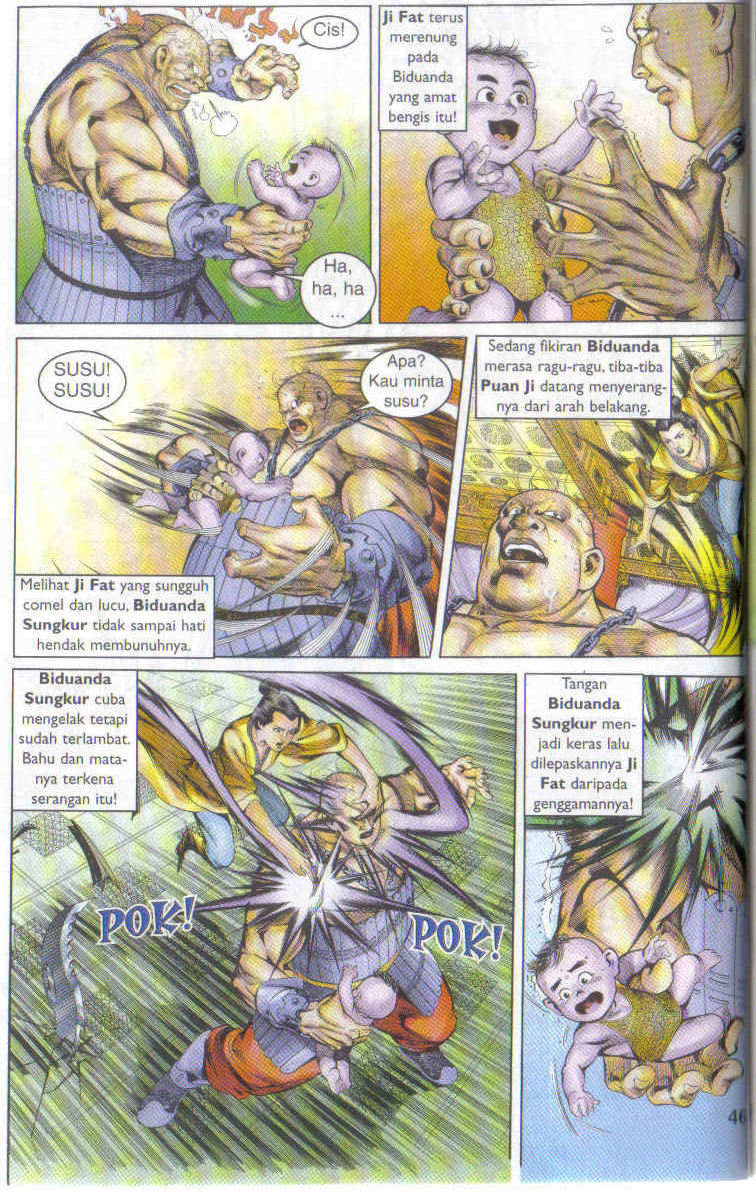 Cis!
Ha,
ha, ha
...
Ji Fat terus
merenung
pada
Biduanda
yang amat
bengis itu!
SUSU!
SUSU!
Apa?
Kau minta
susu?
Melihat Ji Fat yang sungguh
comel dan lucu, Biduanda
Sungkur tidak sampai hati
hendak membunuhnya.
Sedang fikiran Biduanda
merasa ragu-ragu, tiba-tiba
Puan Ji datang menyerang-
nya dari arah belakang.
Biduanda
Sungkur cuba
mengelak tetapi
sudah terlambat.
Bahu dan mata-
nya terkena
serangan itu!
POK!
POK!
Tangan
Biduanda
Sungkur men-
jadi keras lalu
dilepaskannya Ji
Fat daripada
genggamannya!
46